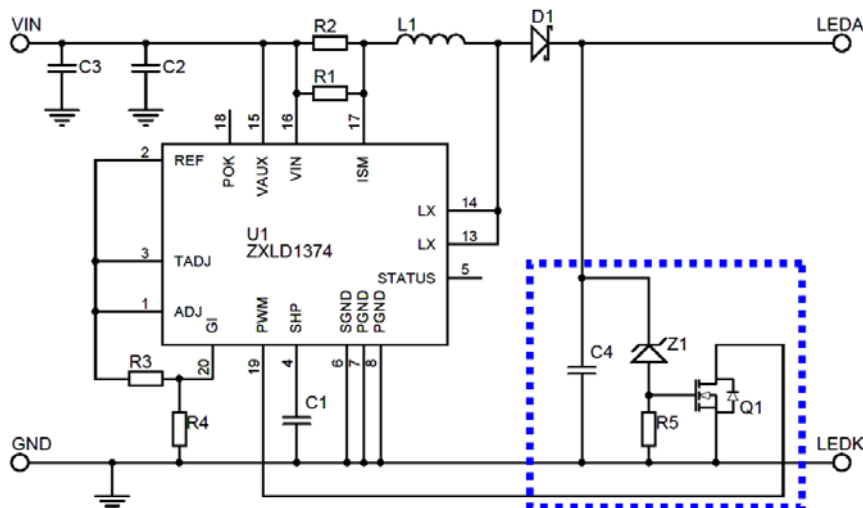 VIN
R2
L1
D1
LEDA
C3
C2
R1
18
15
16
17
2
REF
POK
VAUX
VIN
ISM
LX
14
U1
ZXLD1374
LX
13
3
TADJ
STATUS
5
1
ADJ
GI
PWM
SHP
SGND
PGND
PGND
20
19
4
6
7
8
R3
R4
C1
C4
Z1
R5
Q1
GND
LEDK